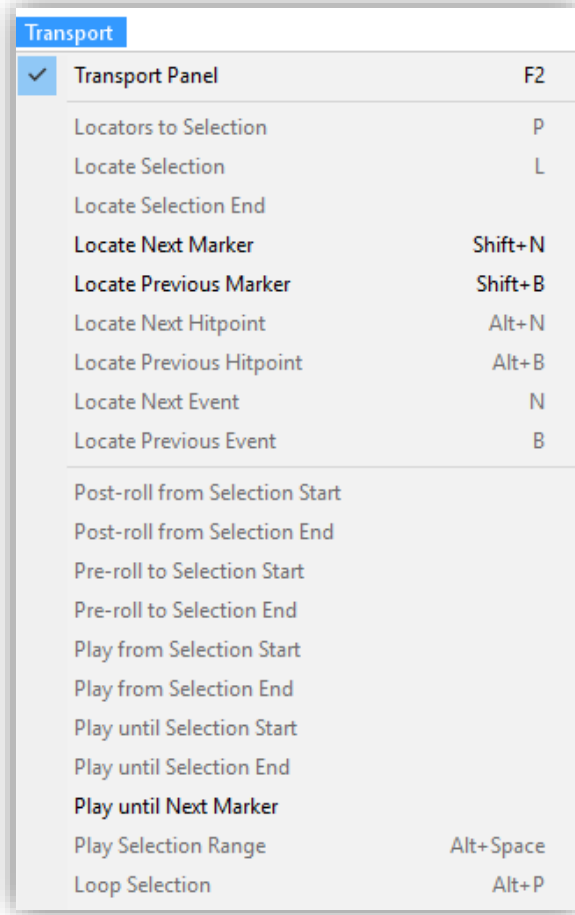 Transport
Transport Panel F2
Locators to Selection P
Locate Selection L
Locate Selection End
Locate Next Marker Shift+N
Locate Previous Marker Shift+B
Locate Next Hitpoint Alt+N
Locate Previous Hitpoint Alt+B
Locate Next Event N
Locate Previous Event B
Post-roll from Selection Start
Post-roll from Selection End
Pre-roll to Selection Start
Pre-roll to Selection End
Play from Selection Start
Play from Selection End
Play until Selection Start
Play until Selection End
Play until Next Marker
Play Selection Range Alt+Space
Loop Selection Alt+P